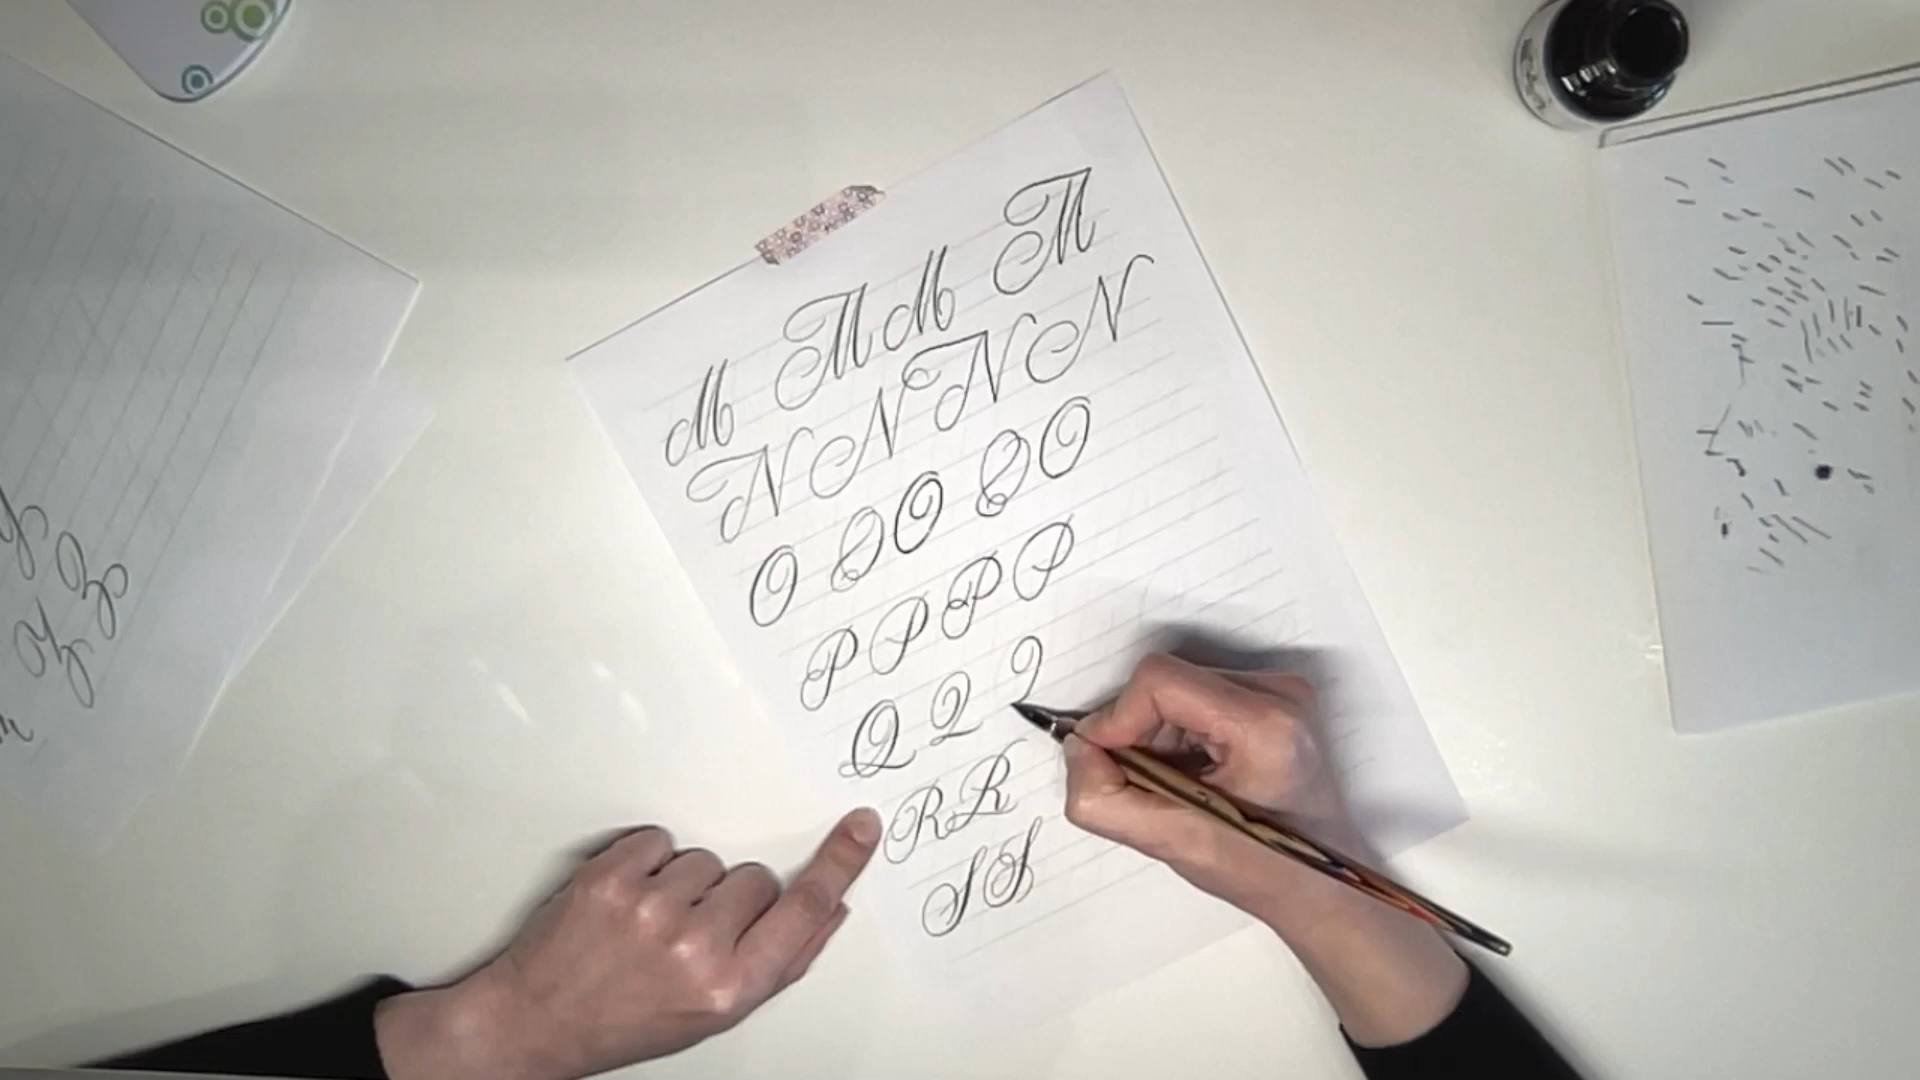 M M M M
N N N N
O O O O O
P P P P
Q Q Q
R R
S S